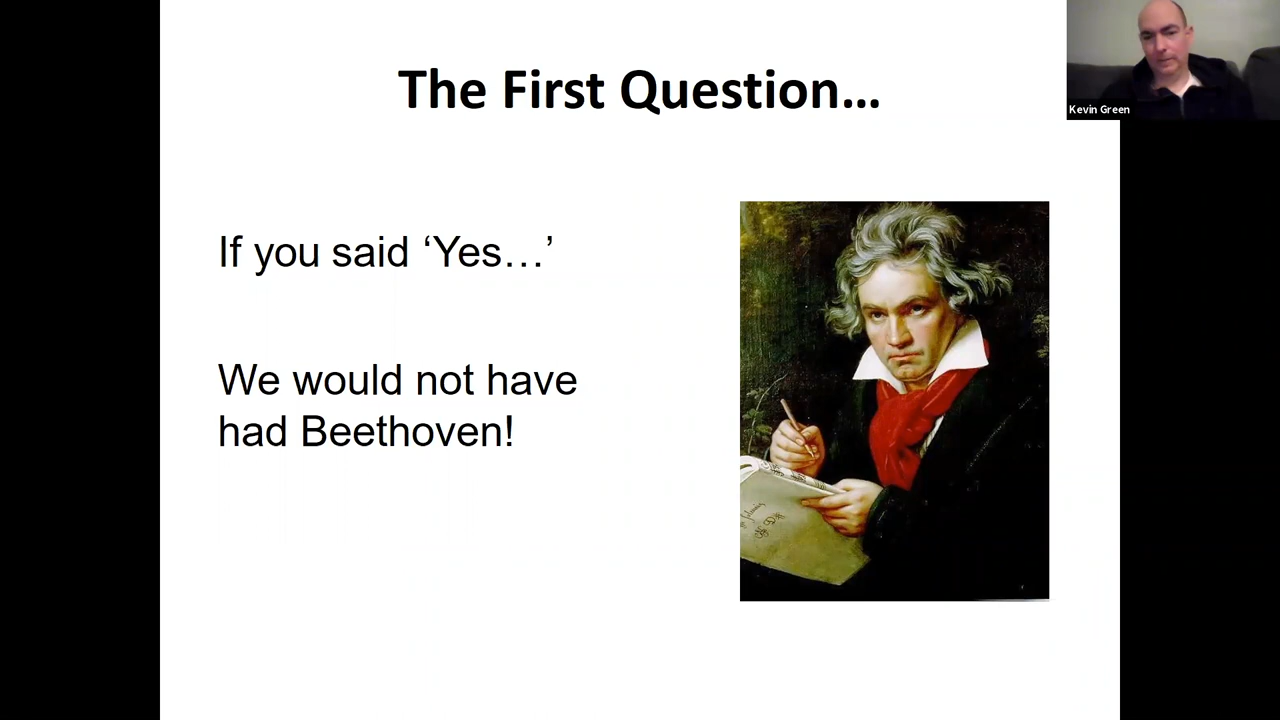 The First Question…
Kevin Green
If you said ‘Yes…’
We would not have
had Beethoven!